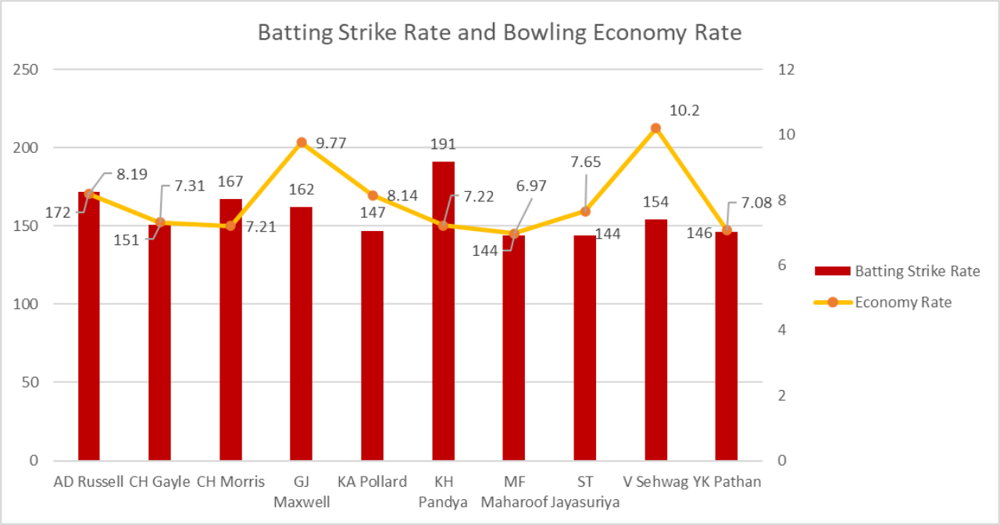 Batting Strike Rate and Bowling Economy Rate
250
200
150
100
50
0
12
10
8
6
4
2
0
172
151
167
162
147
191
144
144
154
146
8.19
7.31
7.21
9.77
8.14
7.22
6.97
7.65
10.2
7.08
AD Russell
CH Gayle
CH Morris
GJ
Maxwell
KA Pollard
KH
Pandya
MF
Maharoof
ST
Jayasuriya
V Sehwag
YK Pathan
Batting Strike Rate
Economy Rate